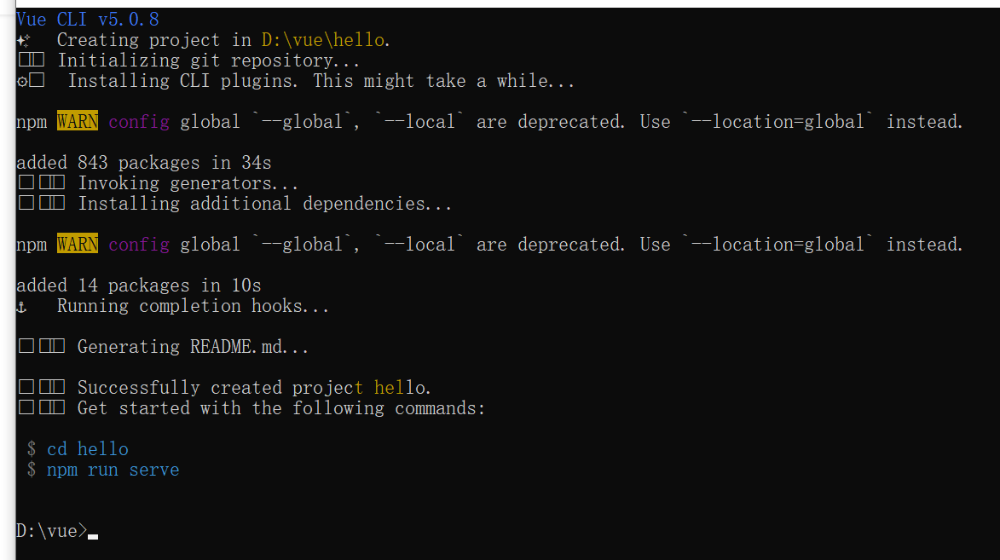 Vue CLI v5.0.8
✨  Creating project in D:\vue\hello.
□□ Initializing git repository...
⚙□  Installing CLI plugins. This might take a while...
npm WARN config global `--global`, `--local` are deprecated. Use `--location=global` instead.
added 843 packages in 34s
□□□ Invoking generators...
□□□ Installing additional dependencies...
npm WARN config global `--global`, `--local` are deprecated. Use `--location=global` instead.
added 14 packages in 10s
⚓  Running completion hooks...
□□□ Generating README.md...
□□□ Successfully created project hello.
□□□ Get started with the following commands:
$ cd hello
$ npm run serve
D:\vue>